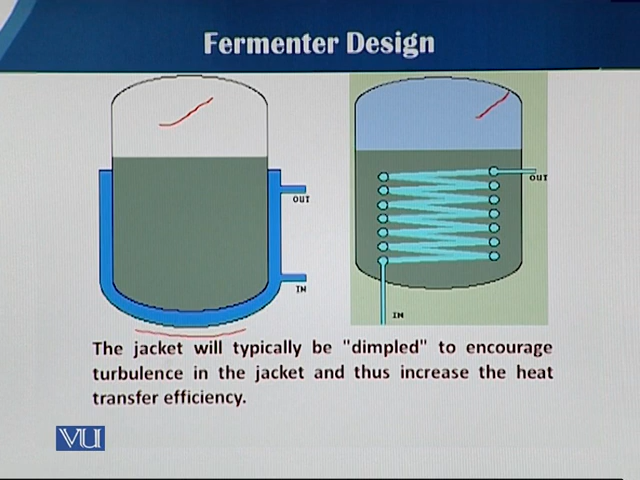 Fermenter Design
OUT
IN
OUT
IN
The jacket will typically be "dimpled" to encourage
turbulence in the jacket and thus increase the heat
transfer efficiency.
VU